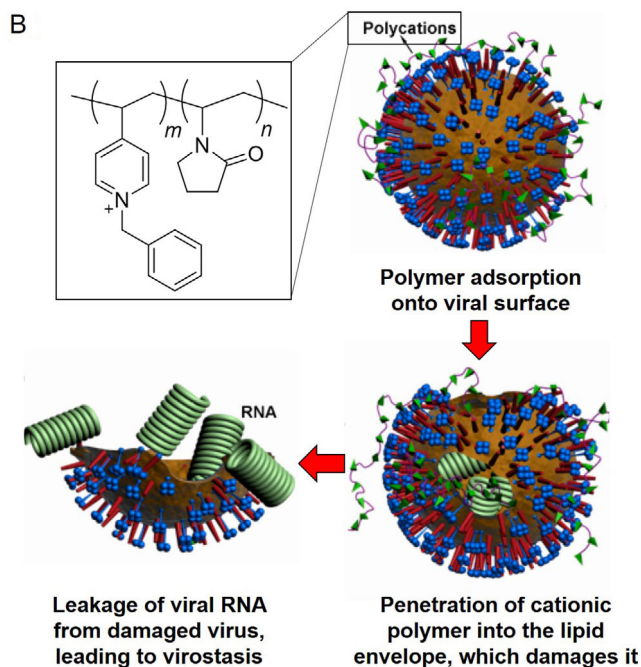 B
Polycations
m
n
N
O
N
+
Polymer adsorption
onto viral surface
RNA
Leakage of viral RNA
from damaged virus,
leading to virostasis
Penetration of cationic
polymer into the lipid
envelope, which damages it